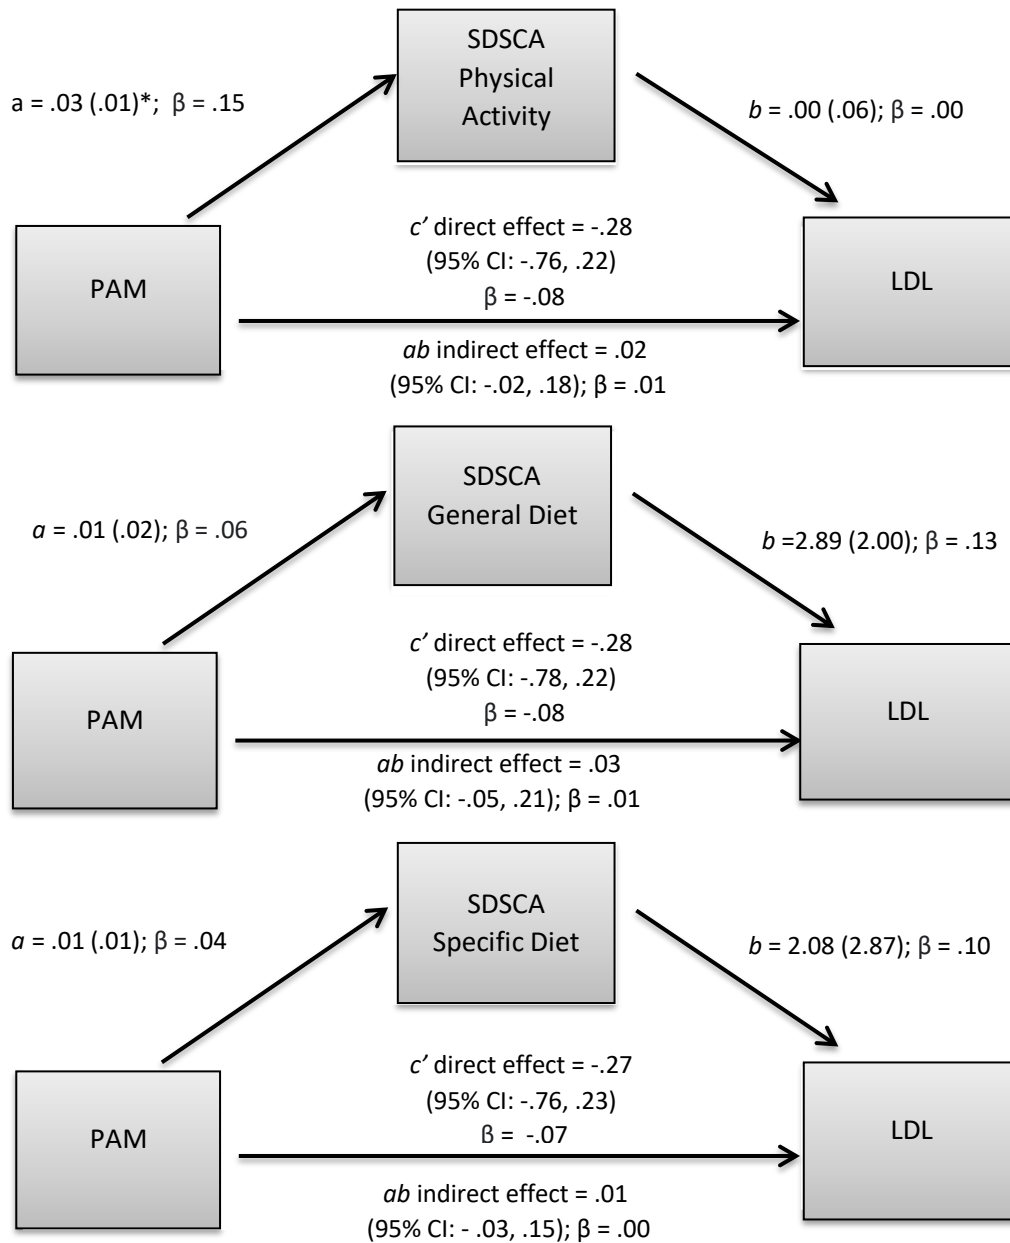 SDSCA
Physical
Activity
a = .03 (.01)*; β = .15
b = .00 (.06); β = .00
PAM
c’ direct effect = -.28
(95% CI: -.76, .22)
β = -.08
LDL
ab indirect effect = .02
(95% CI: -.02, .18); β = .01
SDSCA
General Diet
a = .01 (.02); β = .06
b =2.89 (2.00); β = .13
PAM
c’ direct effect = -.28
(95% CI: -.78, .22)
β = -.08
LDL
ab indirect effect = .03
(95% CI: -.05, .21); β = .01
SDSCA
Specific Diet
a = .01 (.01); β = .04
b = 2.08 (2.87); β = .10
PAM
c’ direct effect = -.27
(95% CI: -.76, .23)
β = -.07
LDL
ab indirect effect = .01
(95% CI: - .03, .15); β = .00